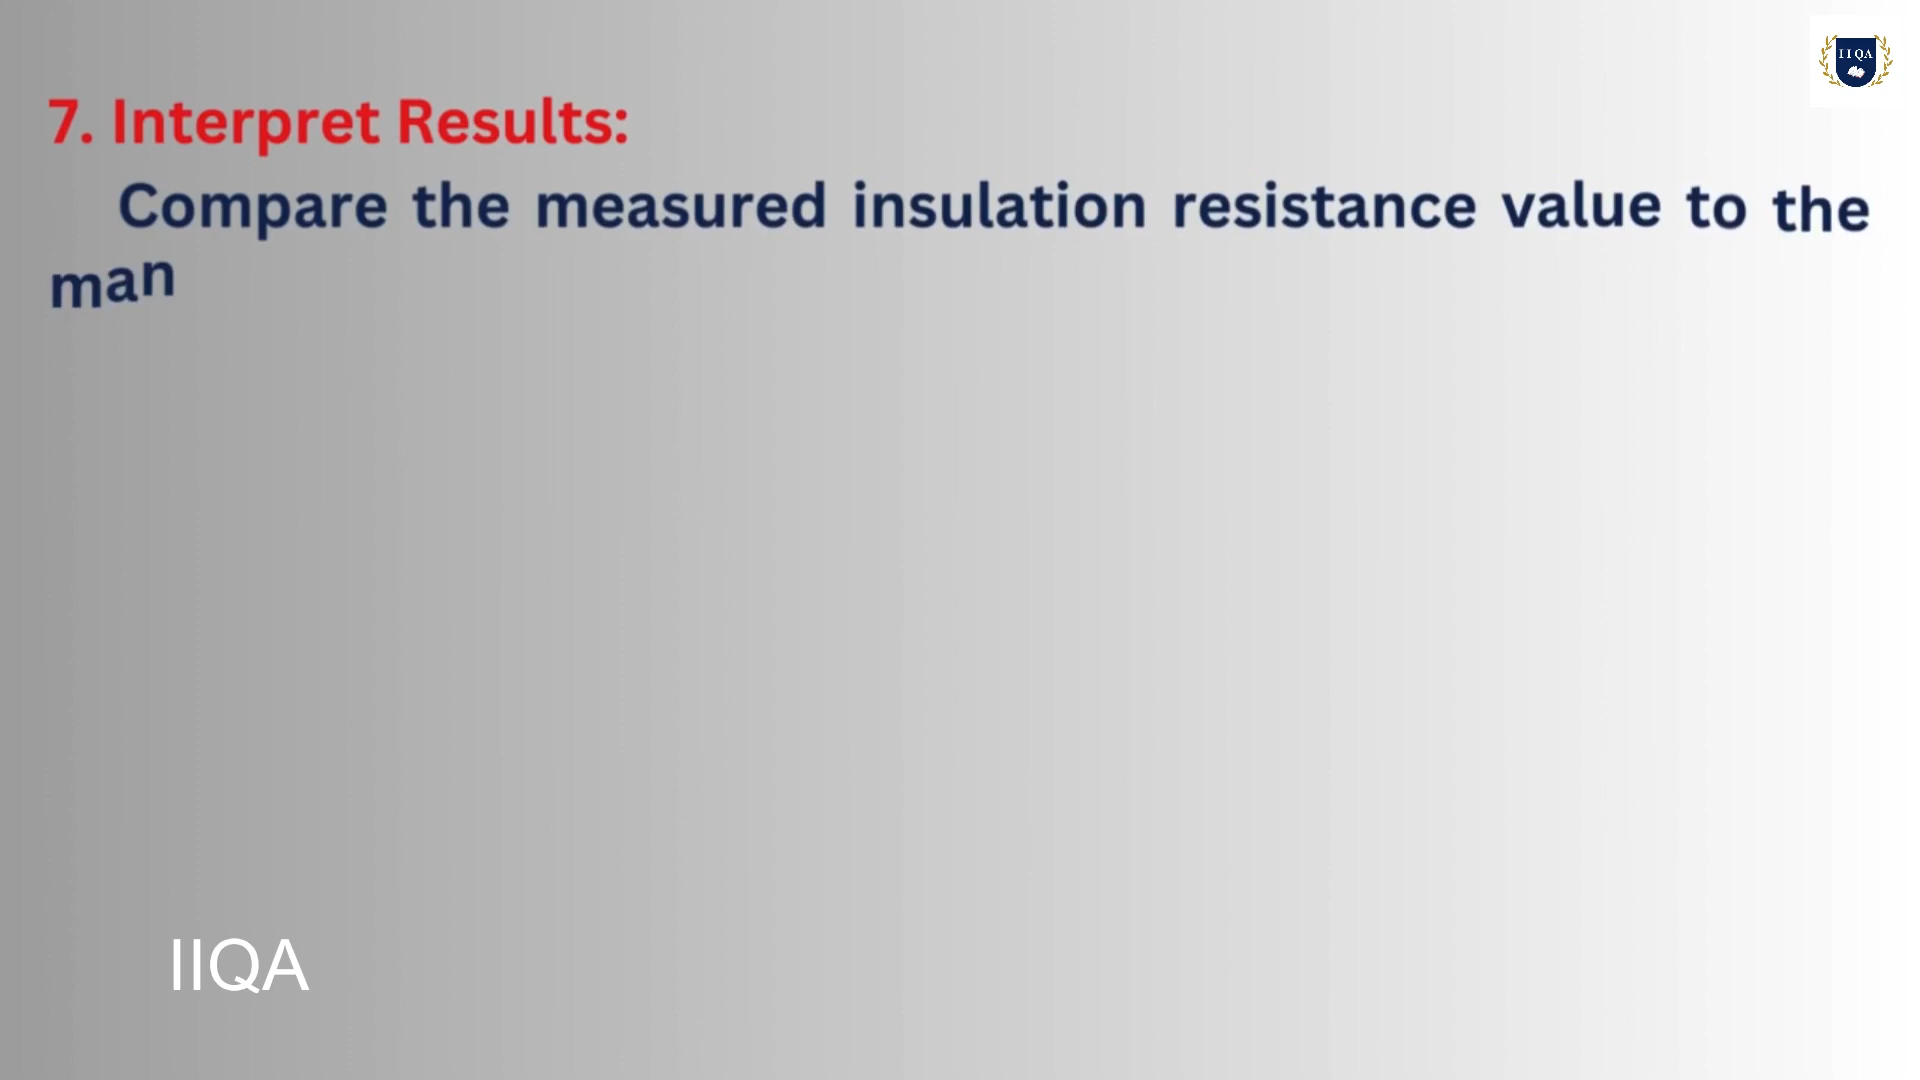 IIQA
7. Interpret Results:
Compare the measured insulation resistance value to the
man
IIQA